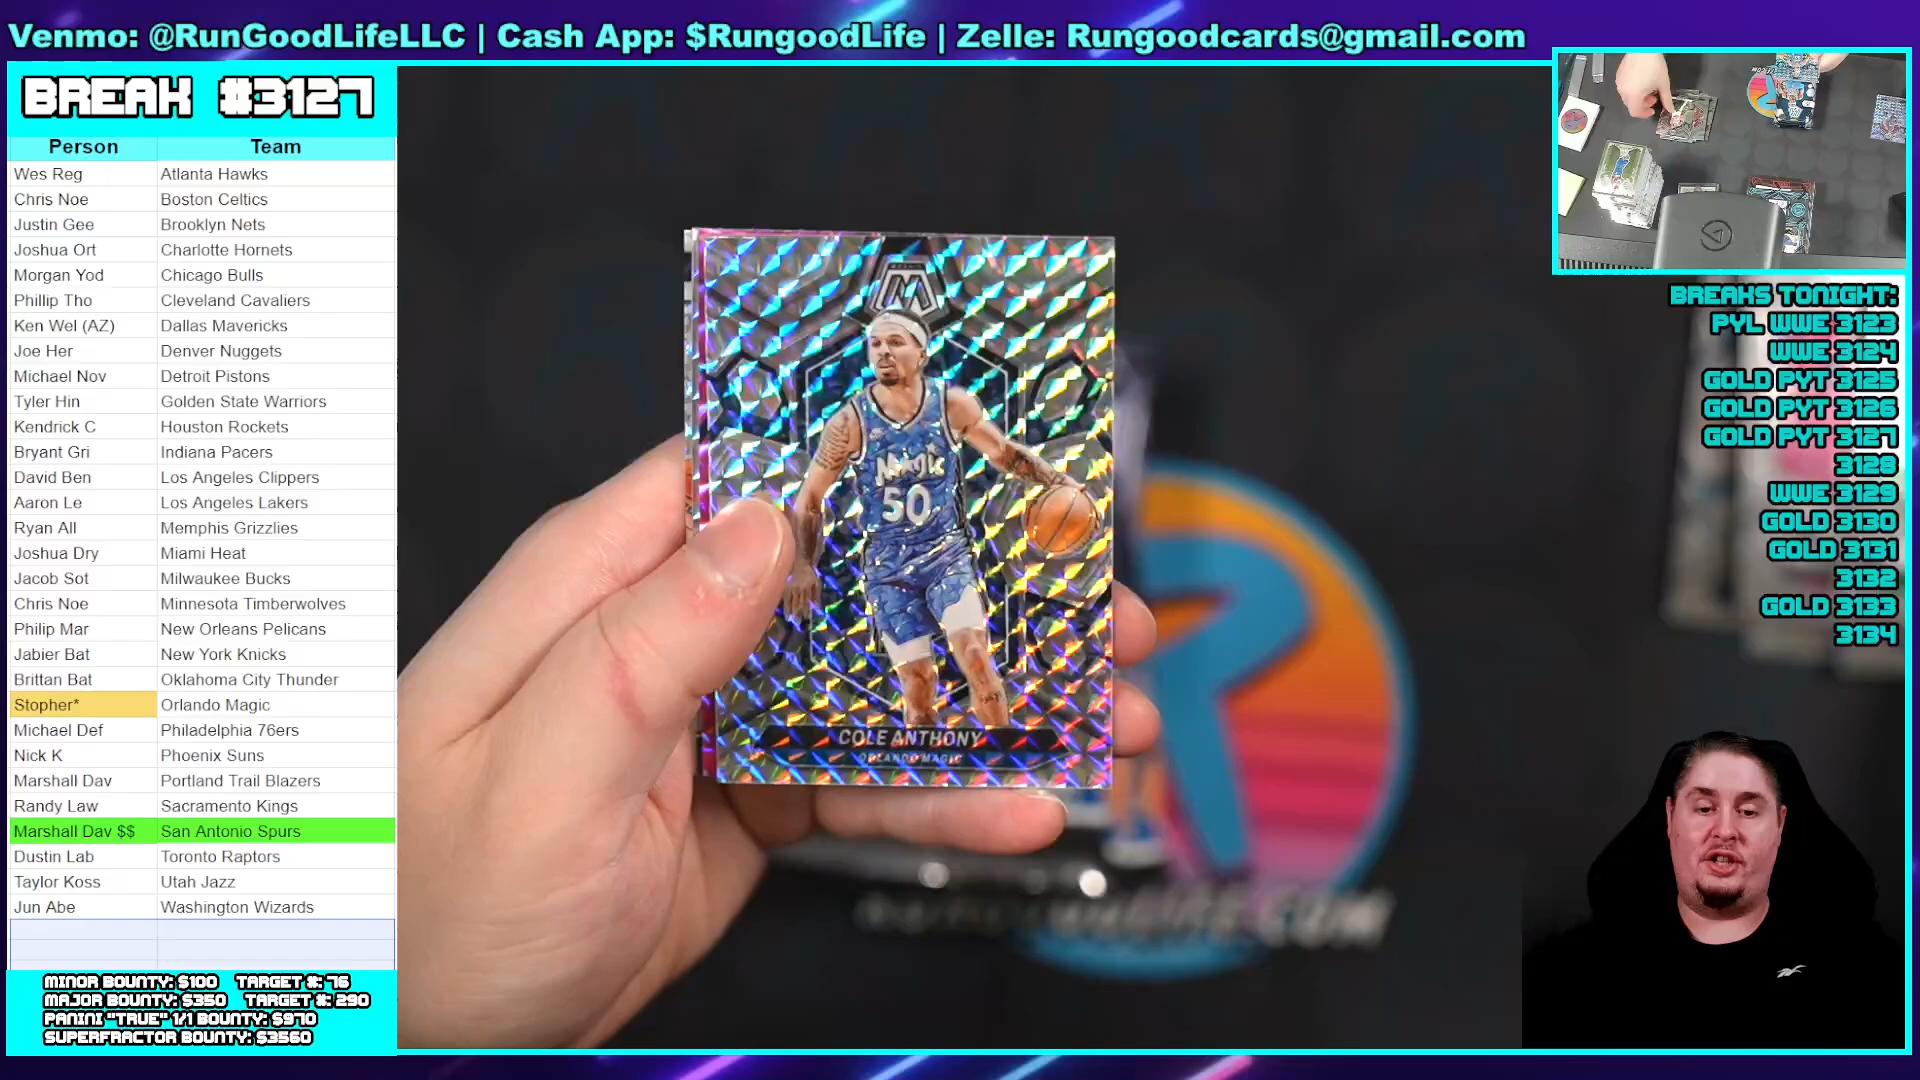 Venmo: @RunGoodLifeLLC | Cash App: $RungoodLife | Zelle: Rungoodcards@gmail.com
BREAK #3127
Person Team
Wes Reg Atlanta Hawks
Chris Noe Boston Celtics
Justin Gee Brooklyn Nets
Joshua Ort Charlotte Hornets
Morgan Yod Chicago Bulls
Phillip Tho Cleveland Cavaliers
Ken Wel (AZ) Dallas Mavericks
Joe Her Denver Nuggets
Michael Nov Detroit Pistons
Tyler Hin Golden State Warriors
Kendrick C Houston Rockets
Bryant Gri Indiana Pacers
David Ben Los Angeles Clippers
Aaron Le Los Angeles Lakers
Ryan All Memphis Grizzlies
Joshua Dry Miami Heat
Jacob Sot Milwaukee Bucks
Chris Noe Minnesota Timberwolves
Philip Mar New Orleans Pelicans
Jabier Bat New York Knicks
Brittan Bat Oklahoma City Thunder
Stopher* Orlando Magic
Michael Def Philadelphia 76ers
Nick K Phoenix Suns
Marshall Dav Portland Trail Blazers
Randy Law Sacramento Kings
Marshall Dav $$ San Antonio Spurs
Dustin Lab Toronto Raptors
Taylor Koss Utah Jazz
Jun Abe Washington Wizards
MINOR BOUNTY: $100 TARGET #: 76
MAJOR BOUNTY: $350 TARGET #: 290
PANINI "TRUE" 1/1 BOUNTY: $970
SUPERFRACTOR BOUNTY: $3560
M
Magic
50
COLE ANTHONY
ORLANDO MAGIC
BREAKS TONIGHT:
PYL WWE 3123
WWE 3124
GOLD PYT 3125
GOLD PYT 3126
GOLD PYT 3127
3128
WWE 3129
GOLD 3130
GOLD 3131
3132
GOLD 3133
3134